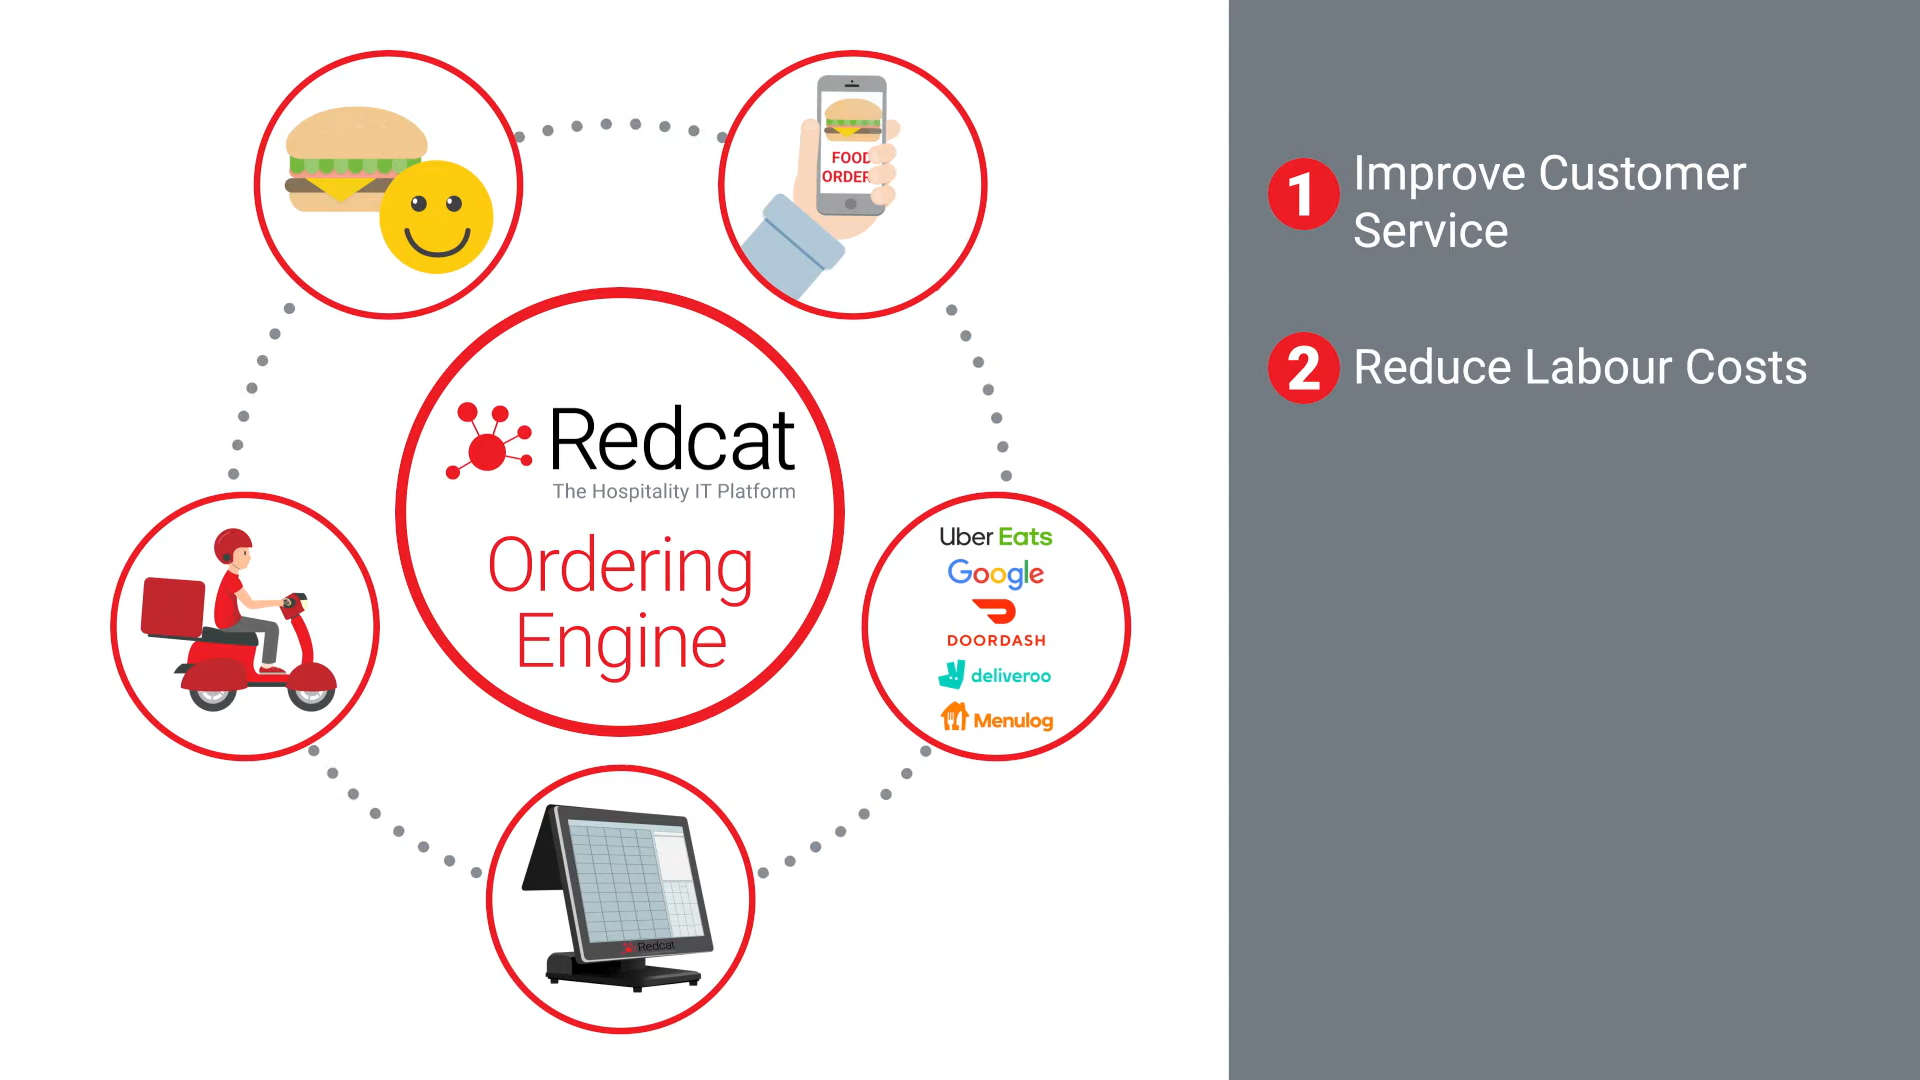 FOOD
ORDER
Redcat
The Hospitality IT Platform
Ordering
Engine
Uber Eats
Google
DOORDASH
deliveroo
Menulog
Redcat
1 Improve Customer
Service
2 Reduce Labour Costs